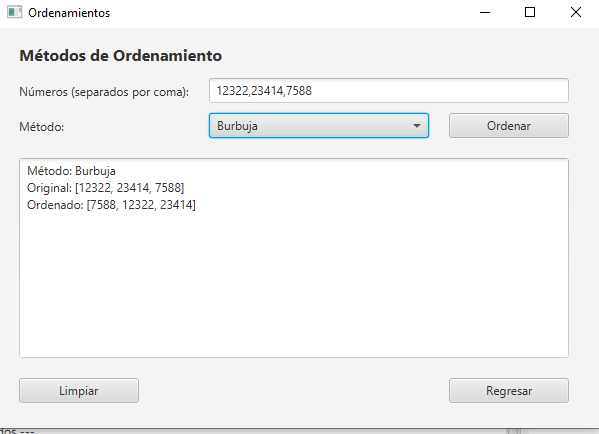 Ordenamientos
Métodos de Ordenamiento
Números (separados por coma): 12322,23414,7588
Método: Burbuja Ordenar
Método: Burbuja
Original: [12322, 23414, 7588]
Ordenado: [7588, 12322, 23414]
Limpiar Regresar